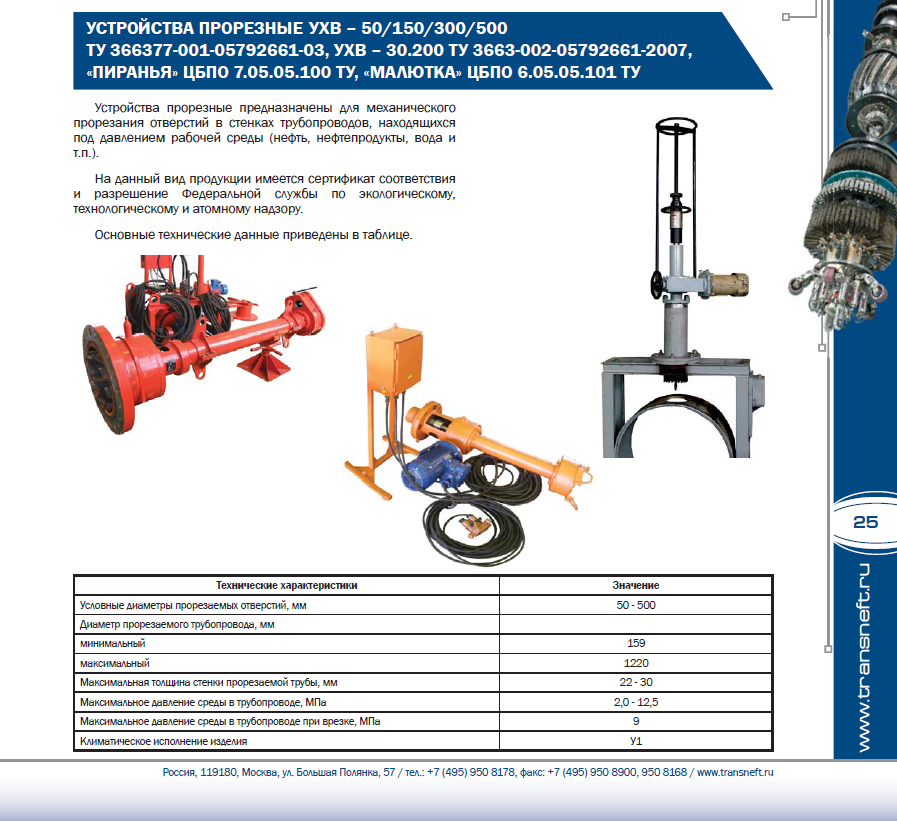 УСТРОЙСТВА ПРОРЕЗНЫЕ УХВ – 50/150/300/500
ТУ 366377-001-05792661-03, УХВ – 30.200 ТУ 3663-002-05792661-2007,
«ПИРАНЬЯ» ЦБПО 7.05.05.100 ТУ, «МАЛЮТКА» ЦБПО 6.05.05.101 ТУ
Устройства прорезные предназначены для механического
прорезания отверстий в стенках трубопроводов, находящихся
под давлением рабочей среды (нефть, нефтепродукты, вода и
т.п.).
На данный вид продукции имеется сертификат соответствия
и разрешение Федеральной службы по экологическому,
технологическому и атомному надзору.
Основные технические данные приведены в таблице.
25
www.transneft.ru
Технические характеристики Значение
Условные диаметры прорезаемых отверстий, мм 50 - 500
Диаметр прорезаемого трубопровода, мм
минимальный 159
максимальный 1220
Максимальная толщина стенки прорезаемой трубы, мм 22 - 30
Максимальное давление среды в трубопроводе, МПа 2,0 - 12,5
Максимальное давление среды в трубопроводе при врезке, МПа 9
Климатическое исполнение изделия У1
Россия, 119180, Москва, ул. Большая Полянка, 57 / тел.: +7 (495) 950 8178, факс: +7 (495) 950 8900, 950 8168 / www.transneft.ru